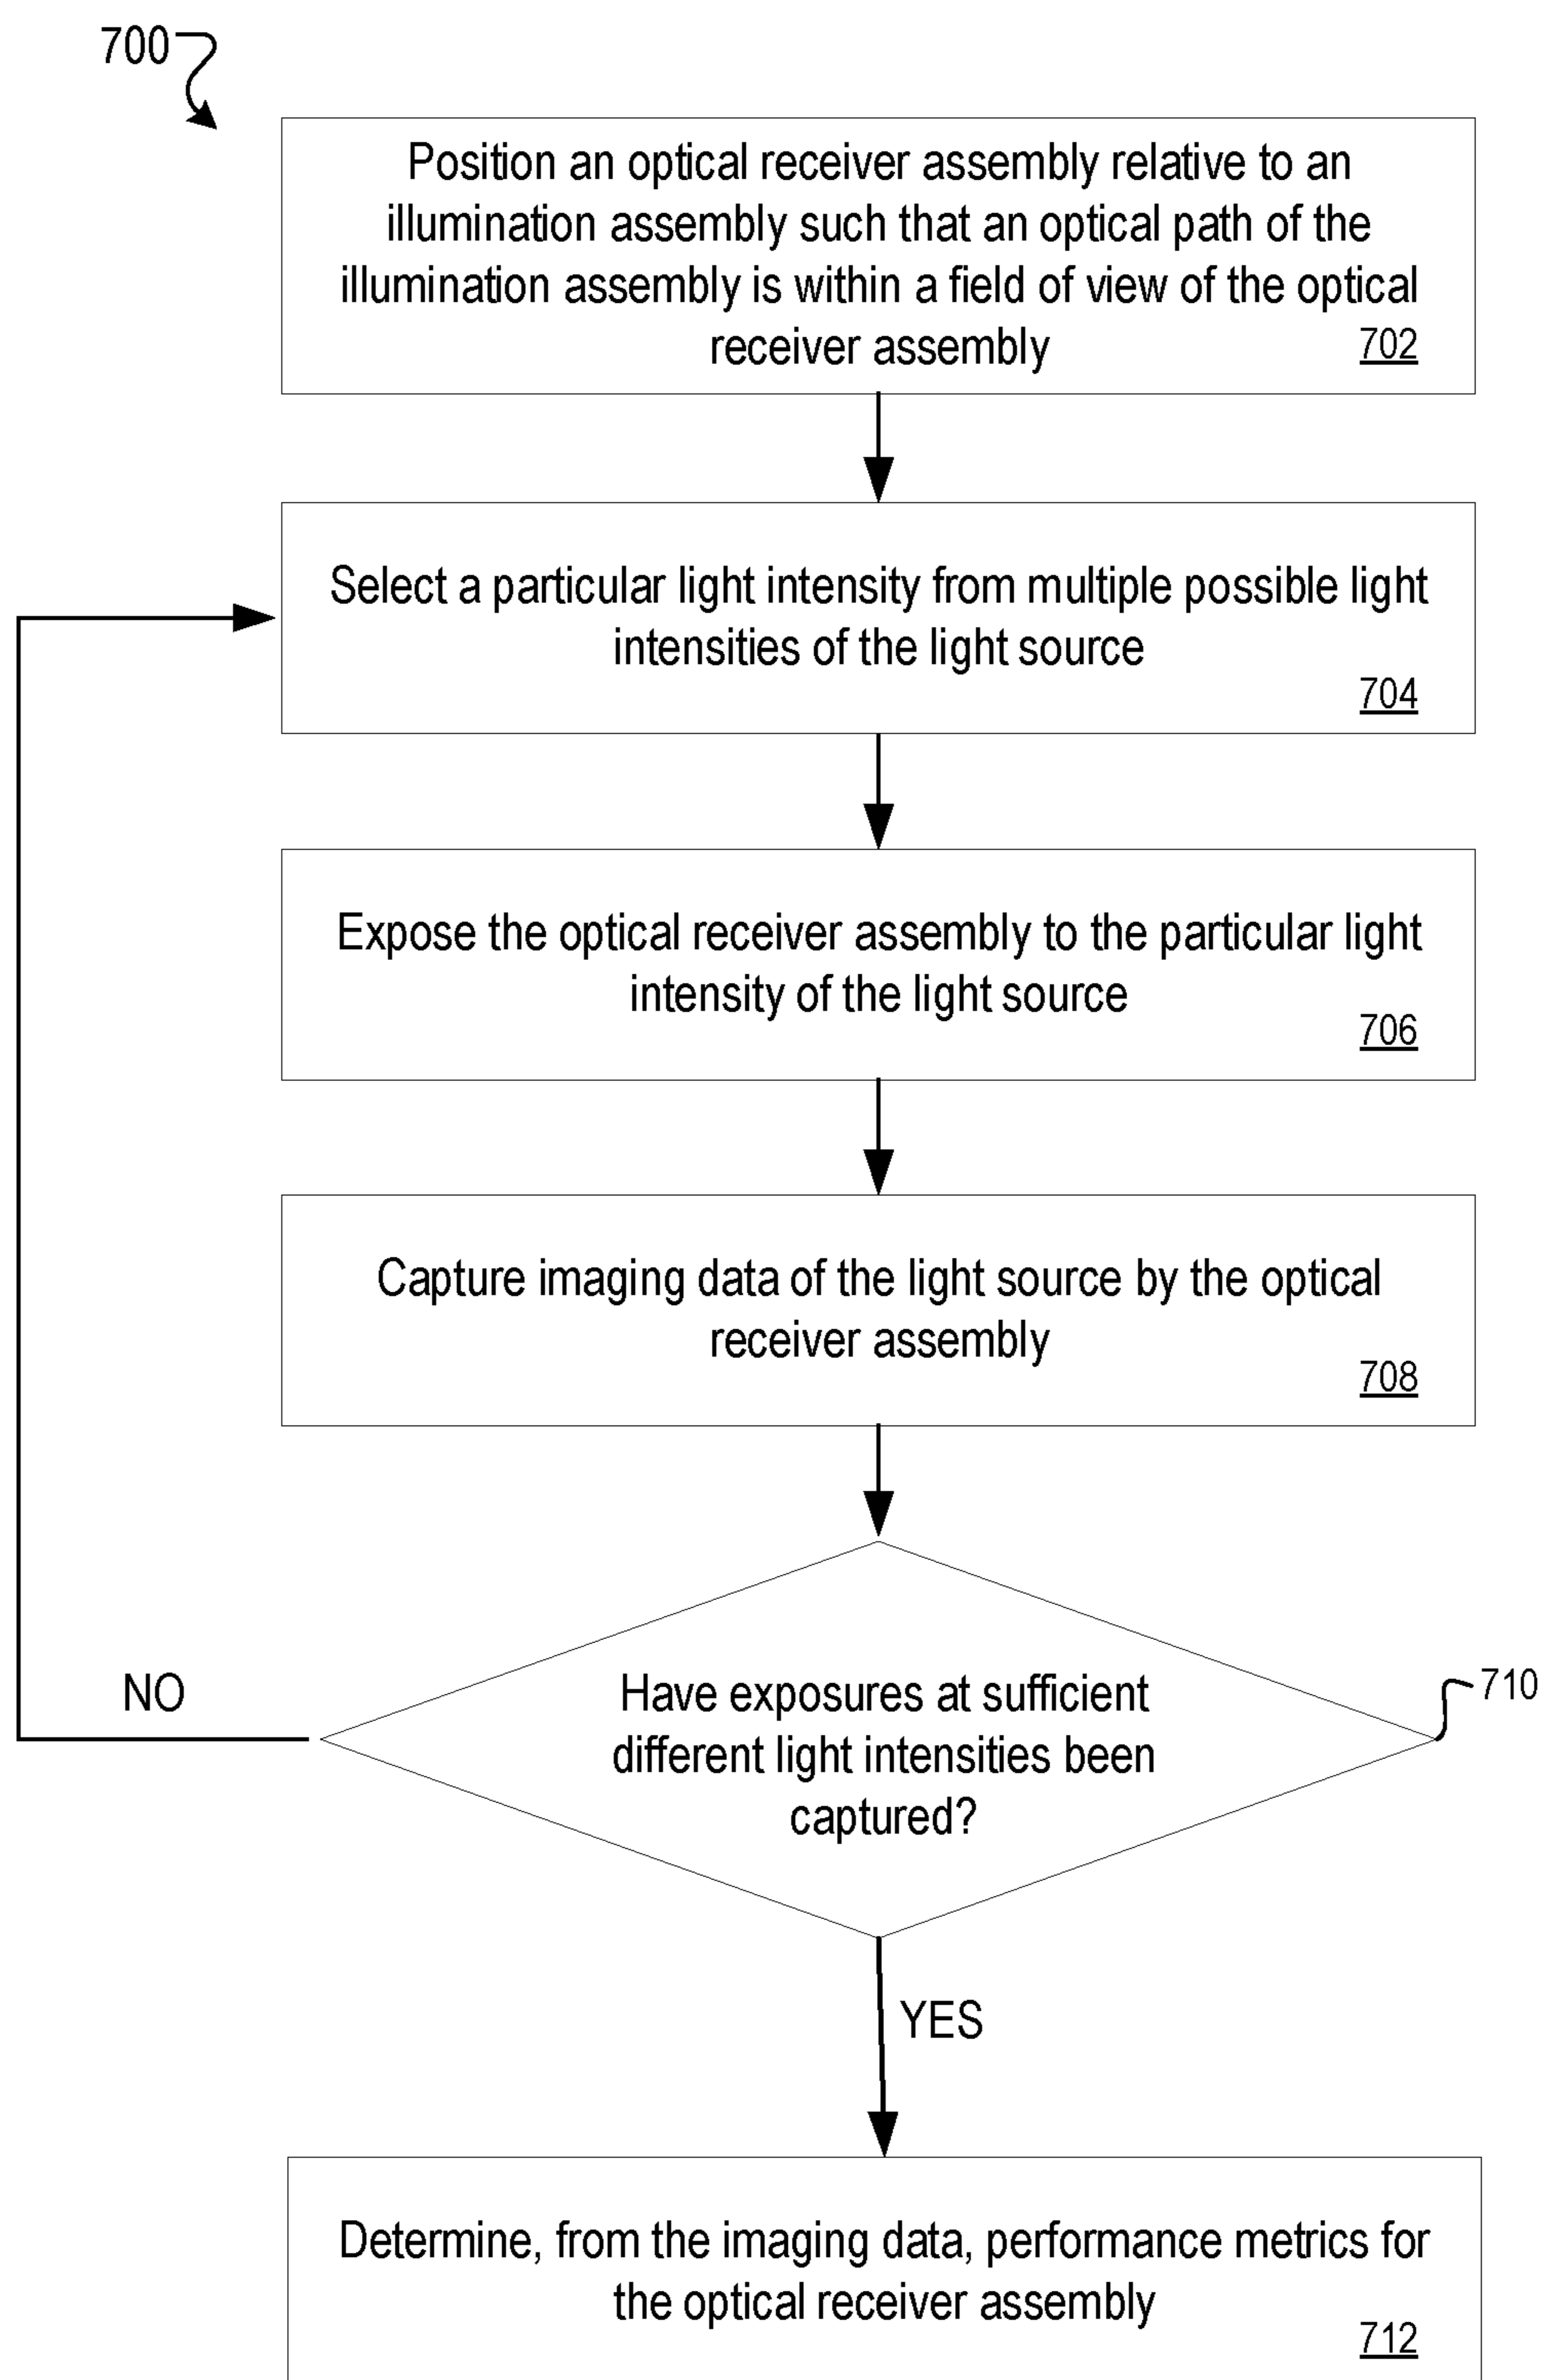 700
Position an optical receiver assembly relative to an
illumination assembly such that an optical path of the
illumination assembly is within a field of view of the optical
receiver assembly
702
Select a particular light intensity from multiple possible light
intensities of the light source
704
Expose the optical receiver assembly to the particular light
intensity of the light source
706
Capture imaging data of the light source by the optical
receiver assembly
708
NO
Have exposures at sufficient
different light intensities been
captured?
710
YES
Determine, from the imaging data, performance metrics for
the optical receiver assembly
712